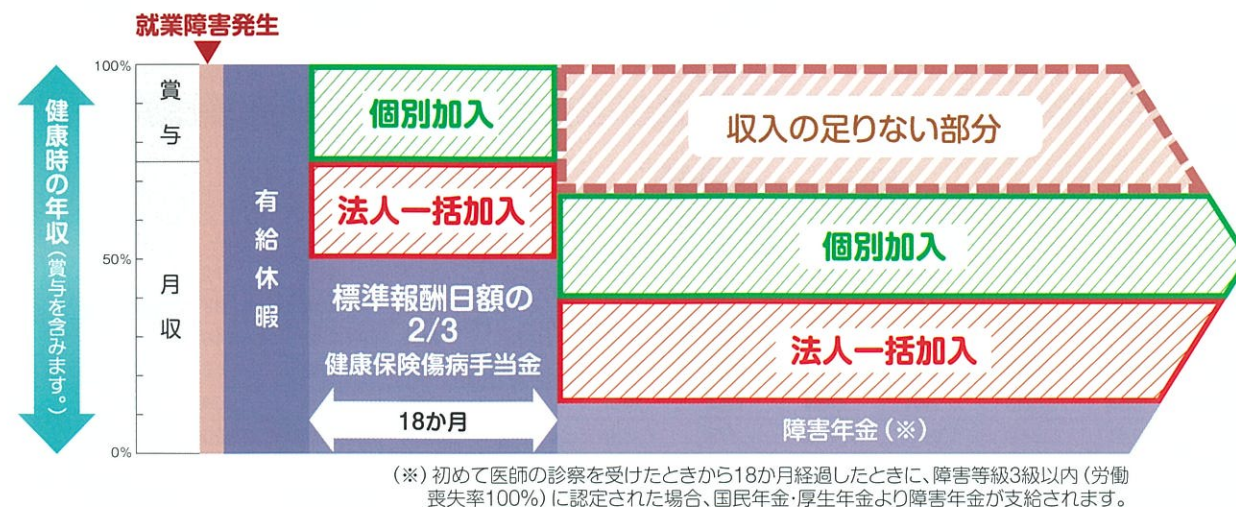 就業障害発生
健康時の年収(賞与を含みます。)
100%
50%
0%
賞与
月収
有給休暇
個別加入
法人一括加入
標準報酬日額の
2/3
健康保険傷病手当金
18か月
収入の足りない部分
個別加入
法人一括加入
障害年金(※)
(※)初めて医師の診察を受けたときから18か月経過したときに、障害等級3級以内(労働
喪失率100%)に認定された場合、国民年金・厚生年金より障害年金が支給されます。